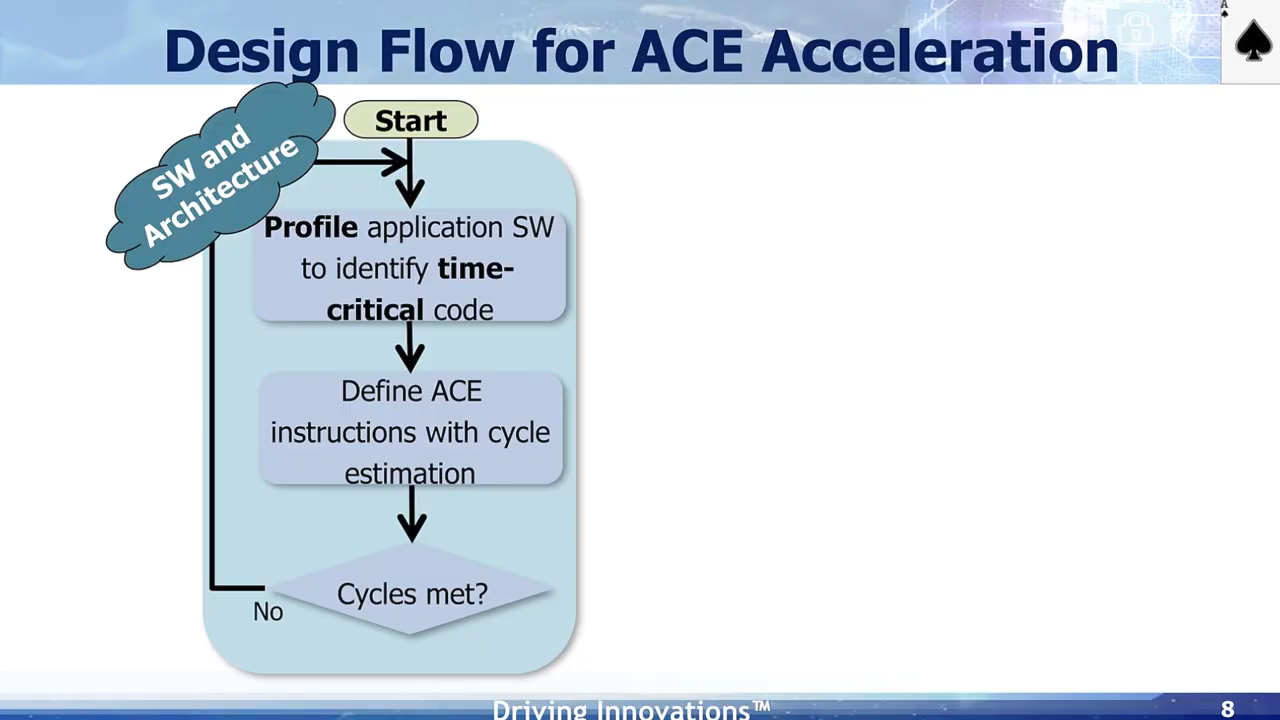 Design Flow for ACE Acceleration
A
Start
SW and
Architecture
Profile application SW
to identify time-
critical code
Define ACE
instructions with cycle
estimation
Cycles met?
No
Driving Innovations™
8